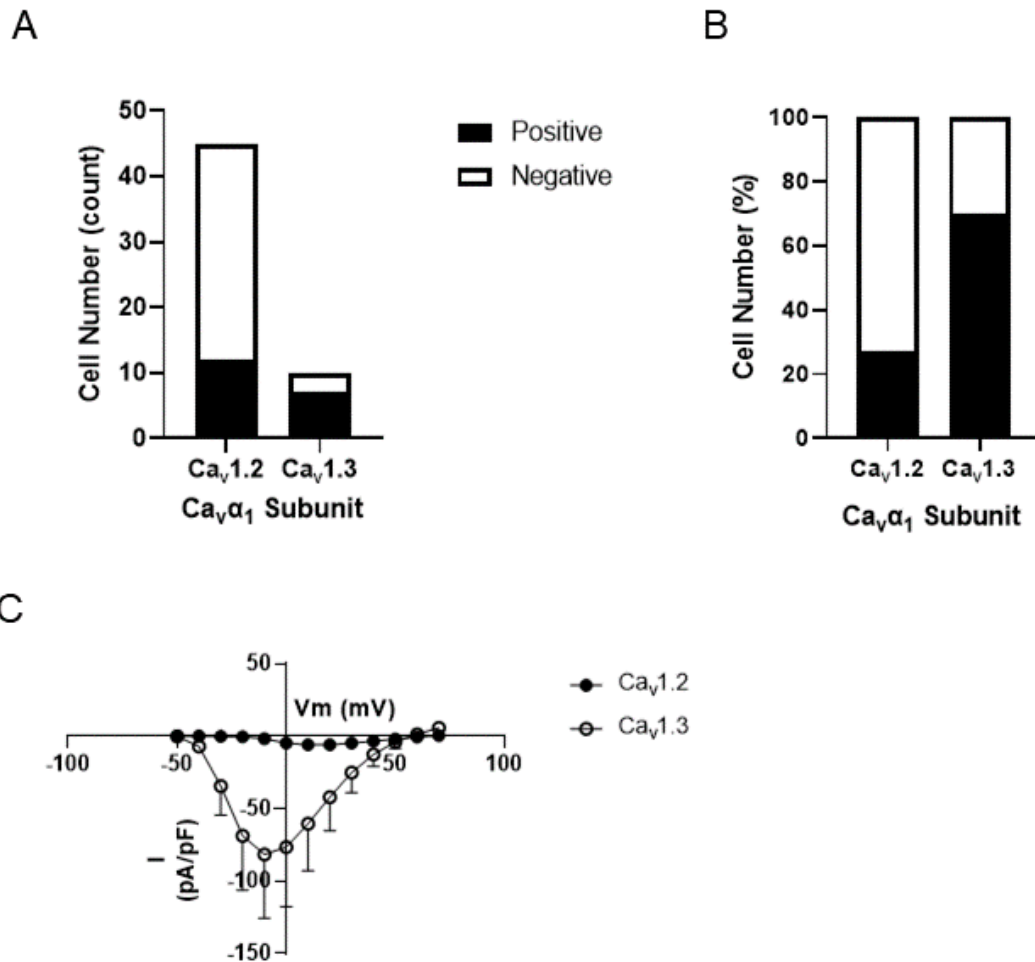 A
B
50
40
30
20
10
0
Cell Number (count)
Caᵥ1.2 Caᵥ1.3
Caᵥα₁ Subunit
Positive
Negative
100
80
60
40
20
0
Cell Number (%)
Caᵥ1.2 Caᵥ1.3
Caᵥα₁ Subunit
C
50
Vm (mV)
-100 -50 50 100
-50
-100
-150
I
(pA/pF)
Caᵥ1.2
Caᵥ1.3